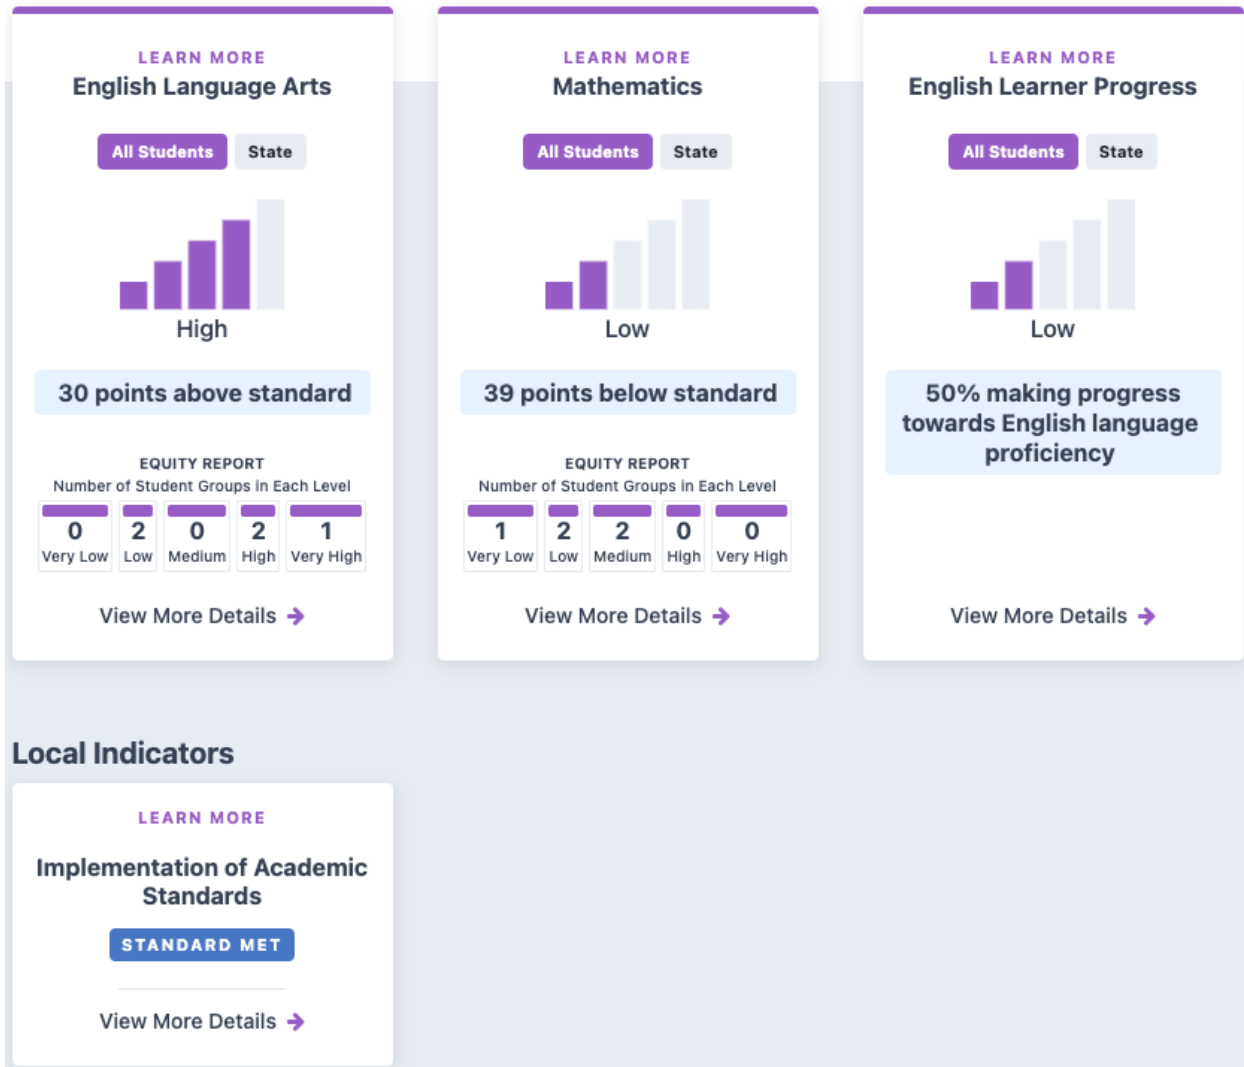 LEARN MORE
English Language Arts
All Students State
High
30 points above standard
EQUITY REPORT
Number of Student Groups in Each Level
0 2 0 2 1
Very Low Low Medium High Very High
View More Details
LEARN MORE
Mathematics
All Students State
Low
39 points below standard
EQUITY REPORT
Number of Student Groups in Each Level
1 2 2 0 0
Very Low Low Medium High Very High
View More Details
LEARN MORE
English Learner Progress
All Students State
Low
50% making progress
towards English language
proficiency
View More Details
Local Indicators
LEARN MORE
Implementation of Academic
Standards
STANDARD MET
View More Details